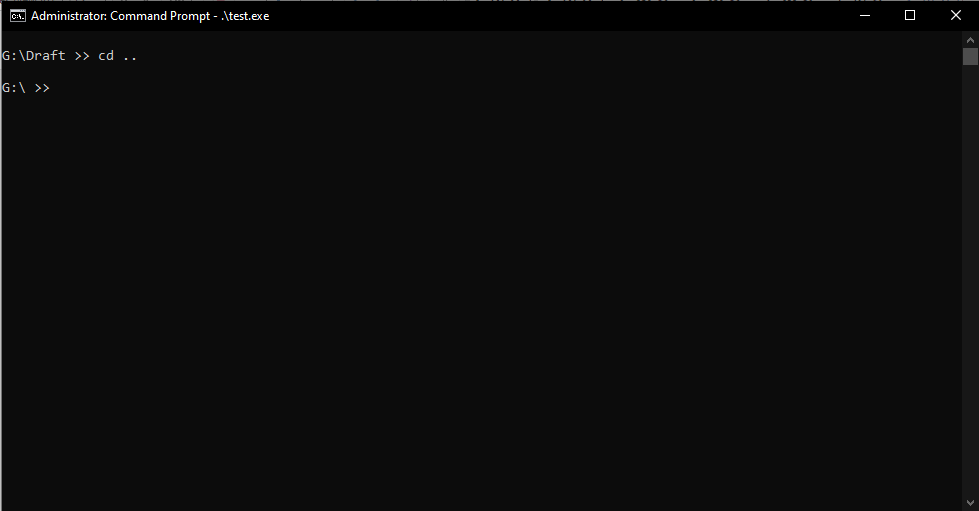 Administrator: Command Prompt - .\test.exe
G:\Draft >> cd ..
G:\ >>